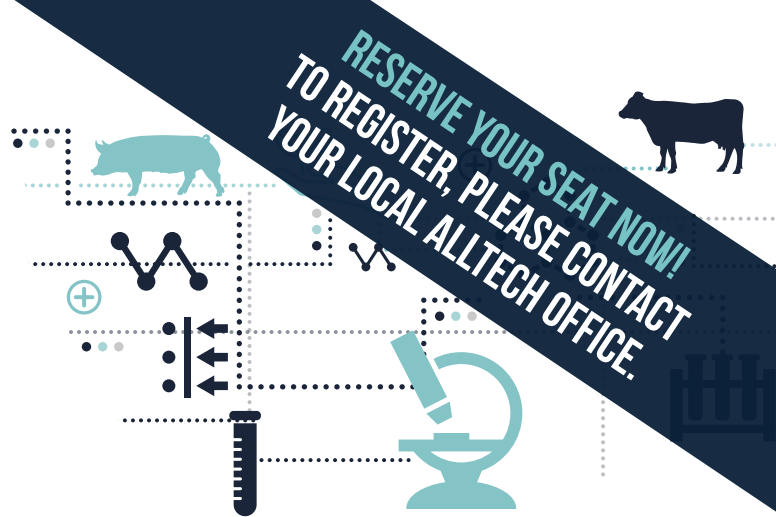 RESERVE YOUR SEAT NOW!
TO REGISTER, PLEASE CONTACT
YOUR LOCAL ALLTECH OFFICE.